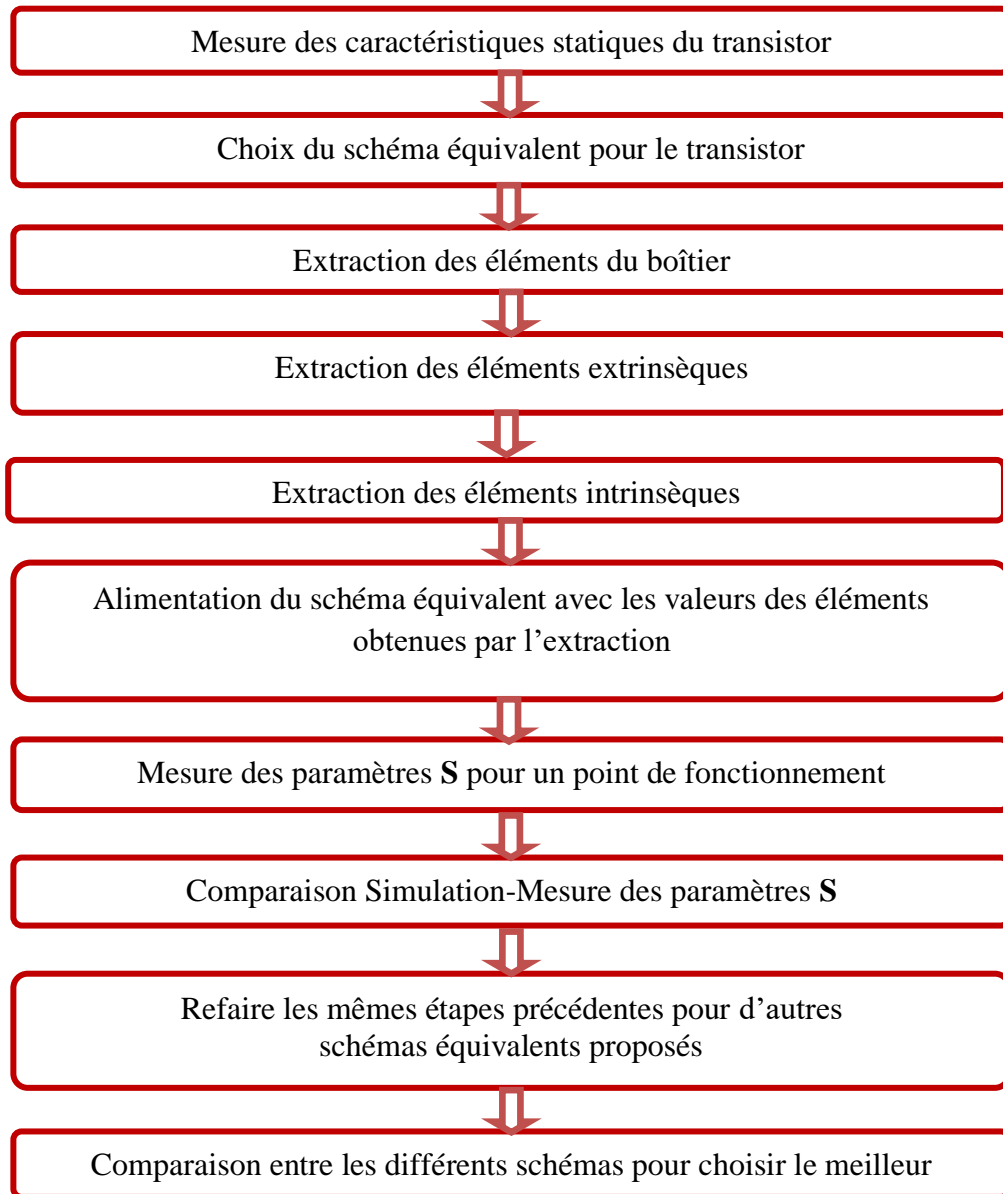 Mesure des caractéristiques statiques du transistor
Choix du schéma équivalent pour le transistor
Extraction des éléments du boîtier
Extraction des éléments extrinsèques
Extraction des éléments intrinsèques
Alimentation du schéma équivalent avec les valeurs des éléments
obtenues par l’extraction
Mesure des paramètres S pour un point de fonctionnement
Comparaison Simulation-Mesure des paramètres S
Refaire les mêmes étapes précédentes pour d’autres
schémas équivalents proposés
Comparaison entre les différents schémas pour choisir le meilleur